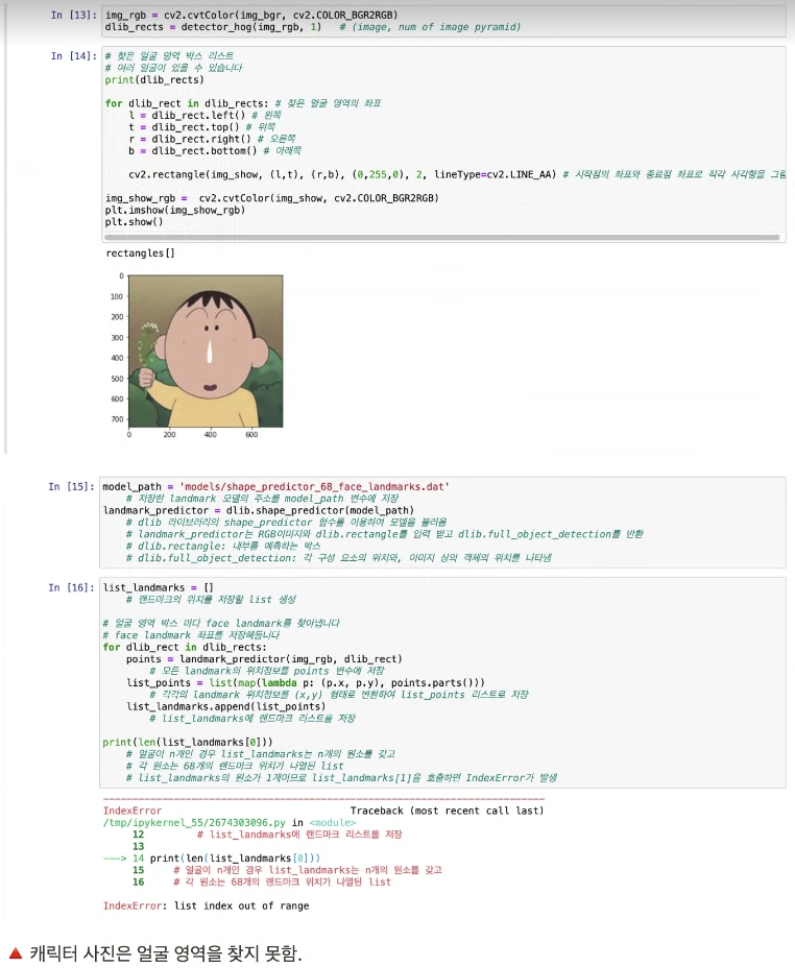 In [13]: img_rgb = cv2.cvtColor(img_bgr, cv2.COLOR_BGR2RGB)
dlib_rects = detector_hog(img_rgb, 1)   # (image, num of image pyramid)
In [14]: # 찾은 얼굴 영역 박스 리스트
# 여러 얼굴이 있을 수 있습니다
print(dlib_rects)
for dlib_rect in dlib_rects: # 찾은 얼굴 영역의 좌표
l = dlib_rect.left() # 왼쪽
t = dlib_rect.top() # 위쪽
r = dlib_rect.right() # 오른쪽
b = dlib_rect.bottom() # 아래쪽
cv2.rectangle(img_show, (l,t), (r,b), (0,255,0), 2, lineType=cv2.LINE_AA) # 시작점의 좌표와 종료점 좌표로 직각 사각형을 그림
img_show_rgb =  cv2.cvtColor(img_show, cv2.COLOR_BGR2RGB)
plt.imshow(img_show_rgb)
plt.show()
rectangles[]
0
100
200
300
400
500
600
700
0 200 400 600
In [15]: model_path = 'models/shape_predictor_68_face_landmarks.dat'
# 저장한 landmark 모델의 주소를 model_path 변수에 저장
landmark_predictor = dlib.shape_predictor(model_path)
# dlib 라이브러리의 shape_predictor 함수를 이용하여 모델을 불러옴
# landmark_predictor는 RGB이미지와 dlib.rectangle를 입력 받고 dlib.full_object_detection를 반환
# dlib.rectangle: 내부를 예측하는 박스
# dlib.full_object_detection: 각 구성 요소의 위치와, 이미지 상의 객체의 위치를 나타냄
In [16]: list_landmarks = []
# 랜드마크의 위치를 저장할 list 생성
# 얼굴 영역 박스 마다 face landmark를 찾아냅니다
# face landmark 좌표를 저장해둡니다
for dlib_rect in dlib_rects:
points = landmark_predictor(img_rgb, dlib_rect)
# 모든 landmark의 위치정보를 points 변수에 저장
list_points = list(map(lambda p: (p.x, p.y), points.parts()))
# 각각의 landmark 위치정보를 (x,y) 형태로 변환하여 list_points 리스트로 저장
list_landmarks.append(list_points)
# list_landmarks에 랜드마크 리스트를 저장
print(len(list_landmarks[0]))
# 얼굴이 n개인 경우 list_landmarks는 n개의 원소를 갖고
# 각 원소는 68개의 랜드마크 위치가 나열된 list
# list_landmarks의 원소가 1개이므로 list_landmarks[1]을 호출하면 IndexError가 발생
IndexError                                Traceback (most recent call last)
/tmp/ipykernel_55/2674303096.py in <module>
12         # list_landmarks에 랜드마크 리스트를 저장
13
---> 14 print(len(list_landmarks[0]))
15     # 얼굴이 n개인 경우 list_landmarks는 n개의 원소를 갖고
16     # 각 원소는 68개의 랜드마크 위치가 나열된 list
IndexError: list index out of range
🔺 캐릭터 사진은 얼굴 영역을 찾지 못함.